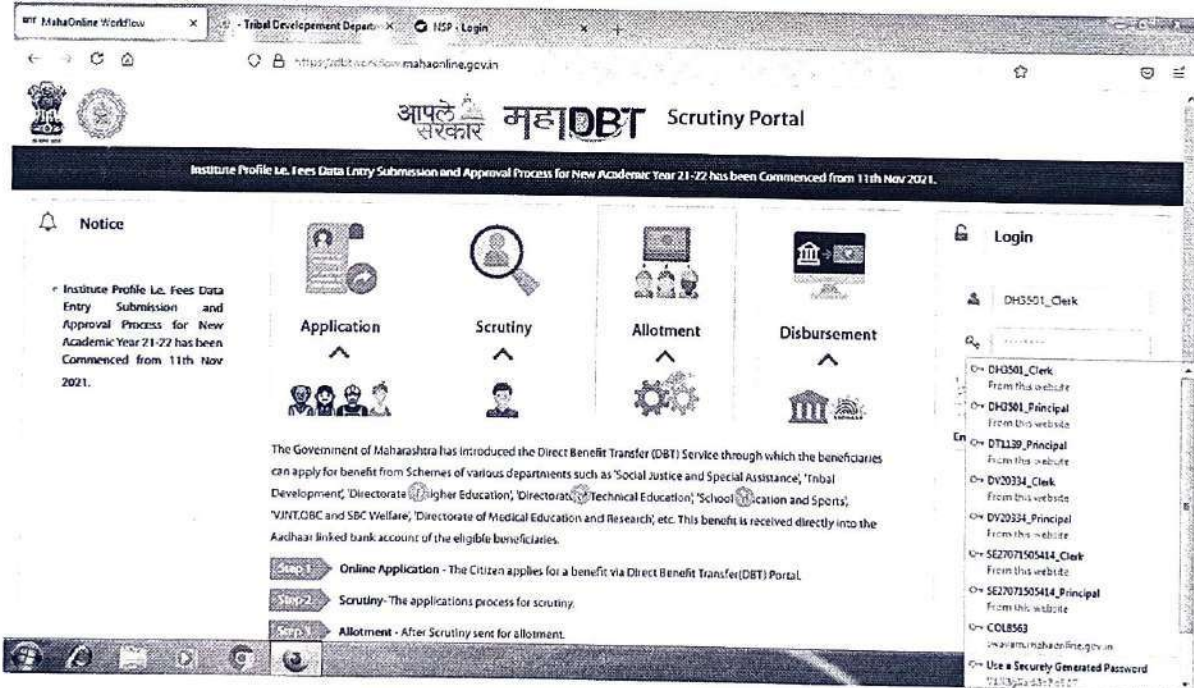 MahaOnline Workflow
- Tribal Developement Depart
NSP - Login
mahaonline.gov.in
आपले सरकार
महाDBT
Scrutiny Portal
Institute Profile i.e. Fees Data Entry Submission and Approval Process for New Academic Year 21-22 has been Commenced from 11th Nov 2021.
Notice
Institute Profile i.e. Fees Data
Entry Submission and
Approval Process for New
Academic Year 21-22 has been
Commenced from 11th Nov
2021.
Application
Scrutiny
Allotment
Disbursement
The Government of Maharashtra has introduced the Direct Benefit Transfer (DBT) Service through which the beneficiaries
can apply for benefit from Schemes of various departments such as 'Social Justice and Special Assistance', 'Tribal
Development', 'Directorate Higher Education', 'Directorate Technical Education', 'School and Sports',
'VJNT,OBC and SBC Welfare', 'Directorate of Medical Education and Research', etc. This benefit is received directly into the
Aadhaar linked bank account of the eligible beneficiaries.
Step 1 Online Application - The Citizen applies for a benefit via Direct Benefit Transfer(DBT) Portal.
Step 2 Scrutiny- The applications process for scrutiny.
Step 3 Allotment - After Scrutiny sent for allotment.
Login
DH3501_Clerk
DH3501_Clerk
From this website
DH3501_Principal
From this website
DT1139_Principal
From this website
DV20334_Clerk
From this website
DV20334_Principal
From this website
SE27071505414_Clerk
From this website
SE27071505414_Principal
From this website
COL8563
Use a Securely Generated Password